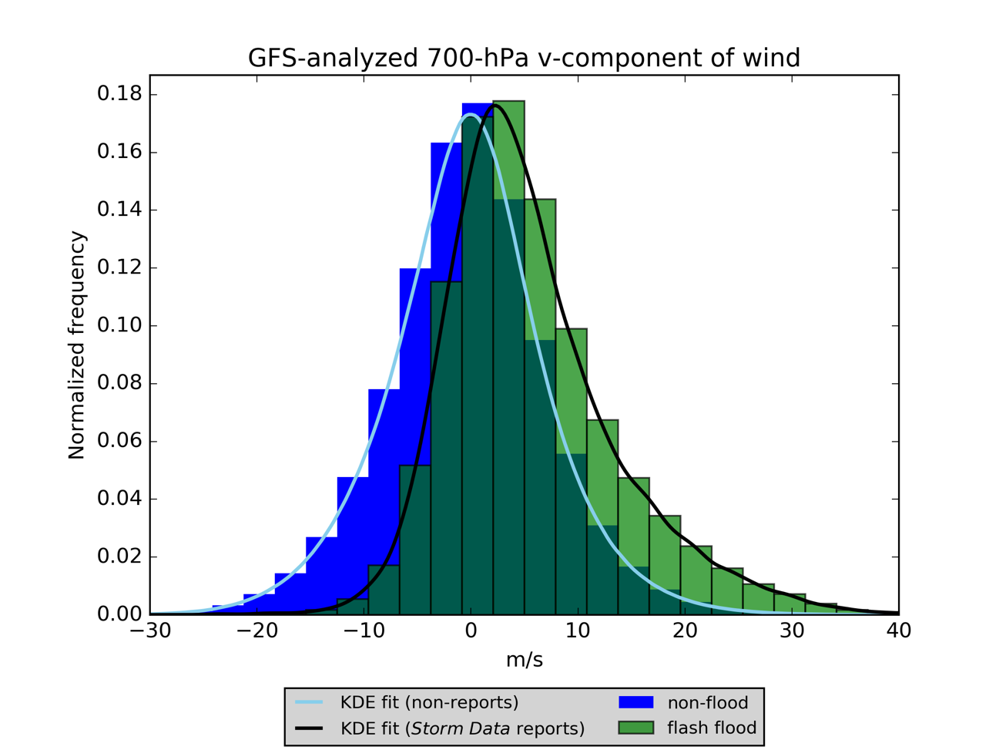 GFS-analyzed 700-hPa v-component of wind
Normalized frequency
0.18
0.16
0.14
0.12
0.10
0.08
0.06
0.04
0.02
0.00
−30 −20 −10 0 10 20 30 40
m/s
KDE fit (non-reports) non-flood
KDE fit (Storm Data reports) flash flood